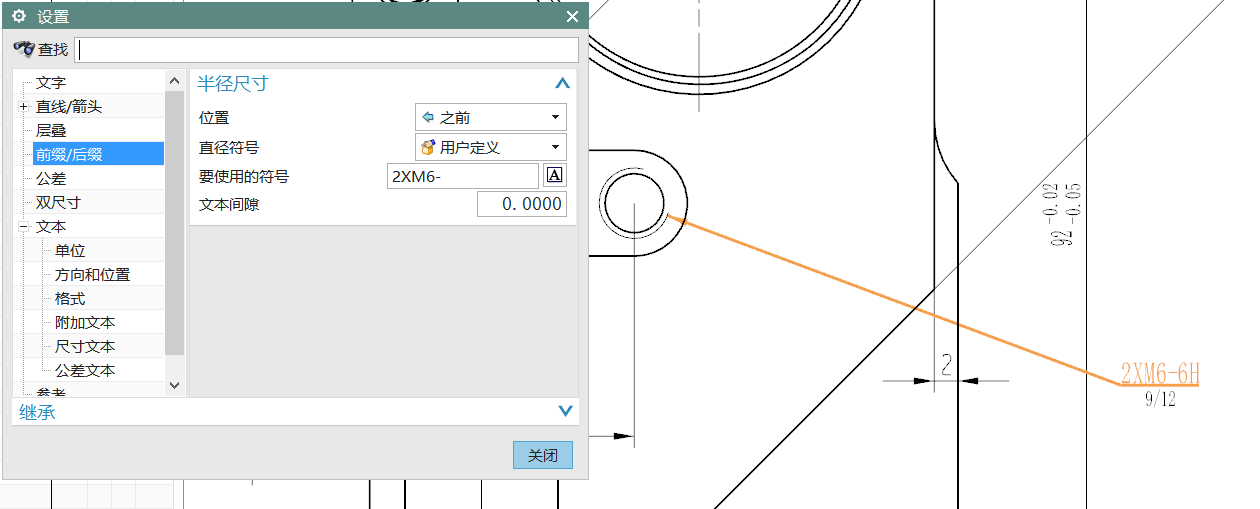 设置
查找
文字
直线/箭头
层叠
前缀/后缀
公差
双尺寸
文本
单位
方向和位置
格式
附加文本
尺寸文本
公差文本
参考
半径尺寸
位置
之前
直径符号
用户定义
要使用的符号
2XM6-
A
文本间隙
0.0000
继承
关闭
92 -0.02
-0.05
2
2XM6-6H
9/12